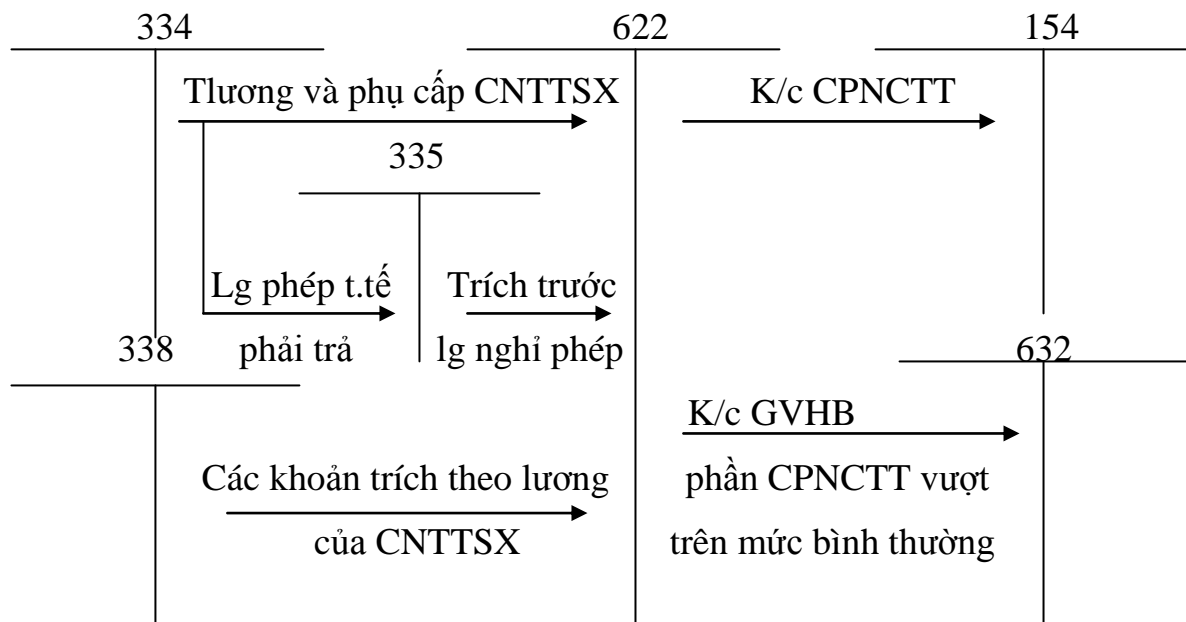 334 622 154
Tlương và phụ cấp CNTTSX K/c CPNCTT
335
Lg phép t.tế Trích trước
phải trả lg nghỉ phép
338 632
K/c GVHB
Các khoản trích theo lương phần CPNCTT vượt
của CNTTSX trên mức bình thường